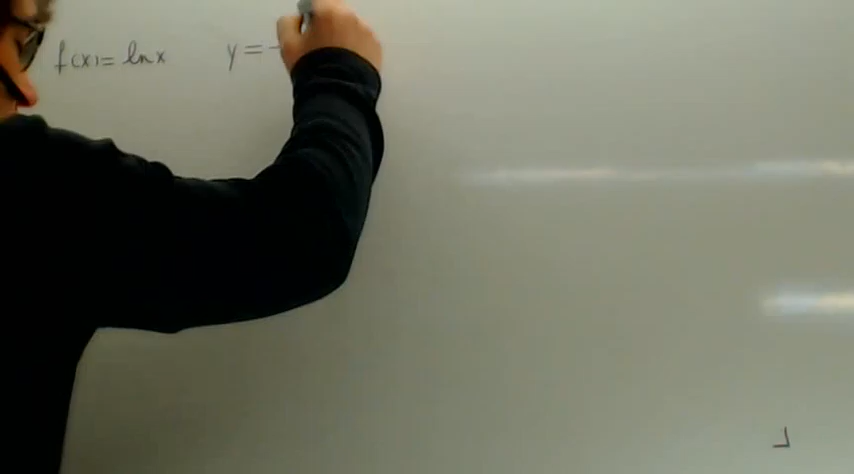 f(x) = ln x y = -